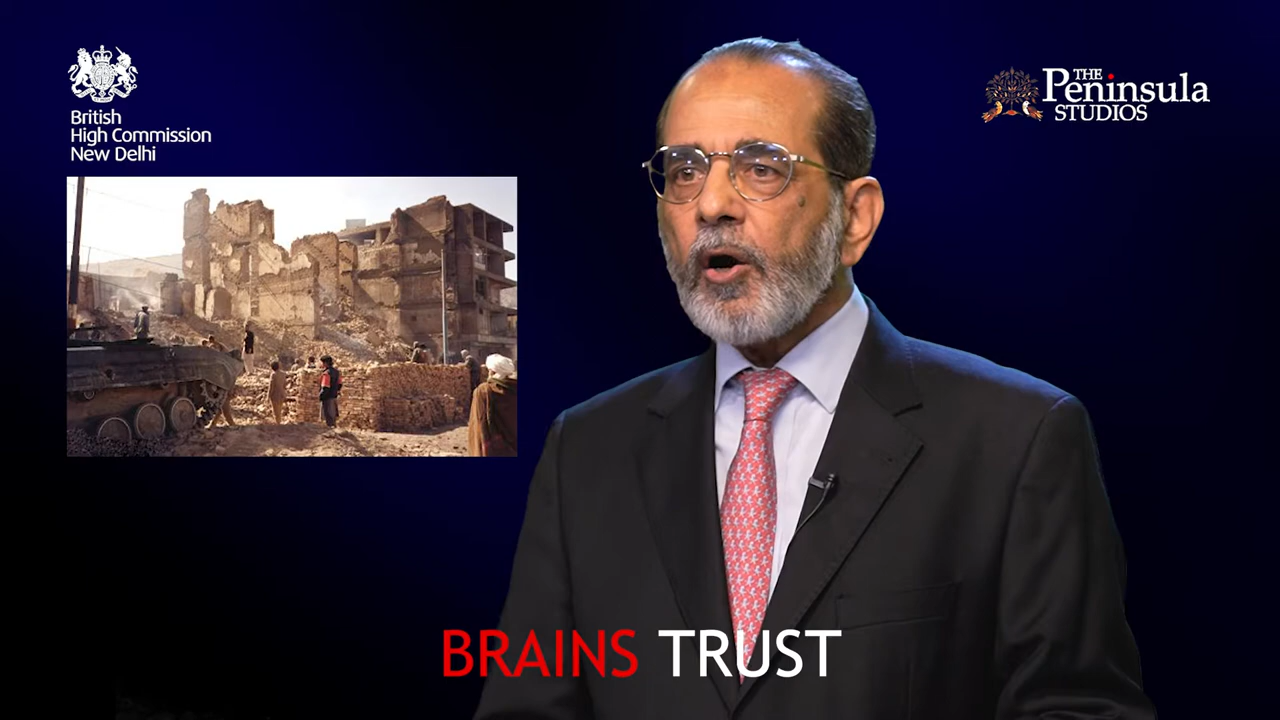 British
High Commission
New Delhi
THE
Peninsula
STUDIOS
BRAINS TRUST